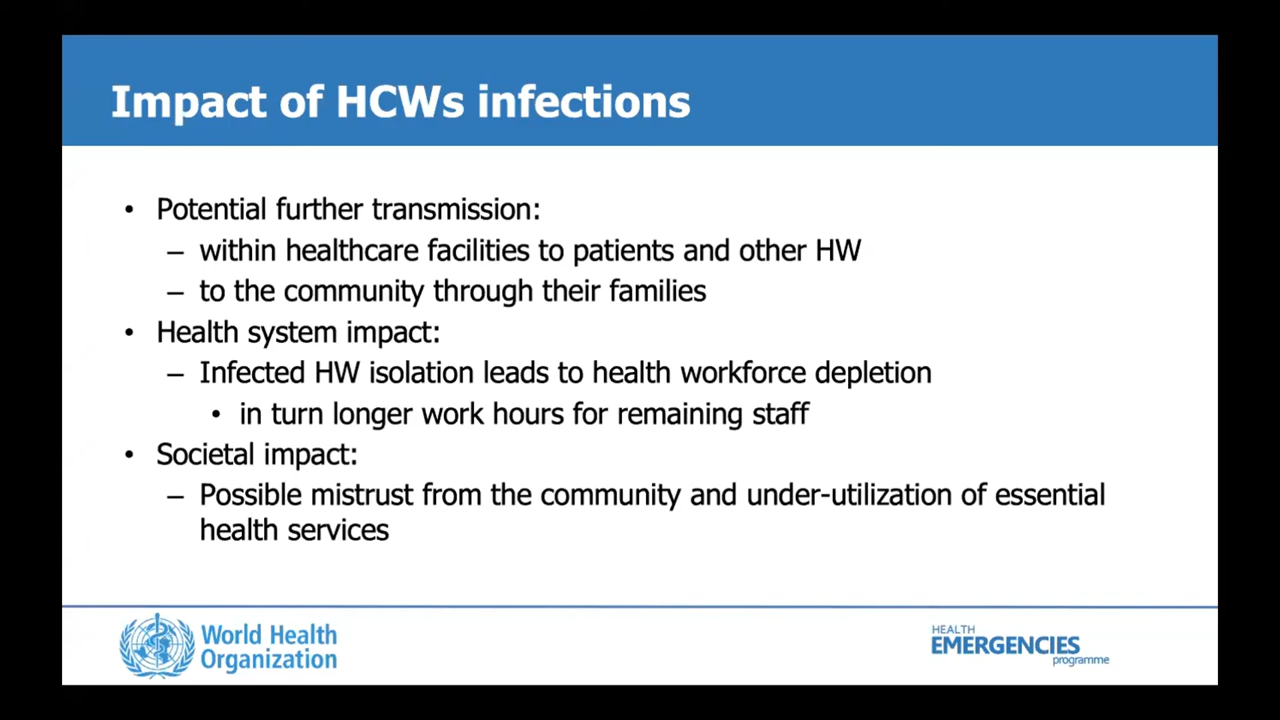 Impact of HCWs infections
• Potential further transmission:
– within healthcare facilities to patients and other HW
– to the community through their families
• Health system impact:
– Infected HW isolation leads to health workforce depletion
• in turn longer work hours for remaining staff
• Societal impact:
– Possible mistrust from the community and under-utilization of essential
health services
World Health
Organization
HEALTH
EMERGENCIES
programme